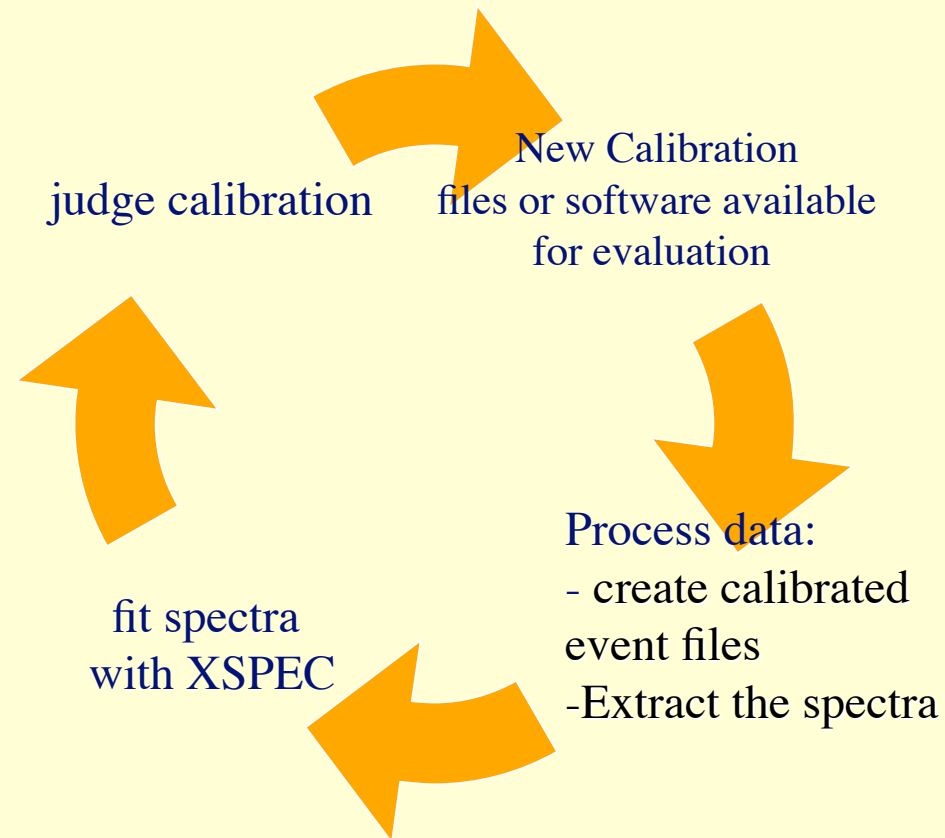 judge calibration
New Calibration
files or software available
for evaluation
Process data:
- create calibrated
event files
-Extract the spectra
fit spectra
with XSPEC